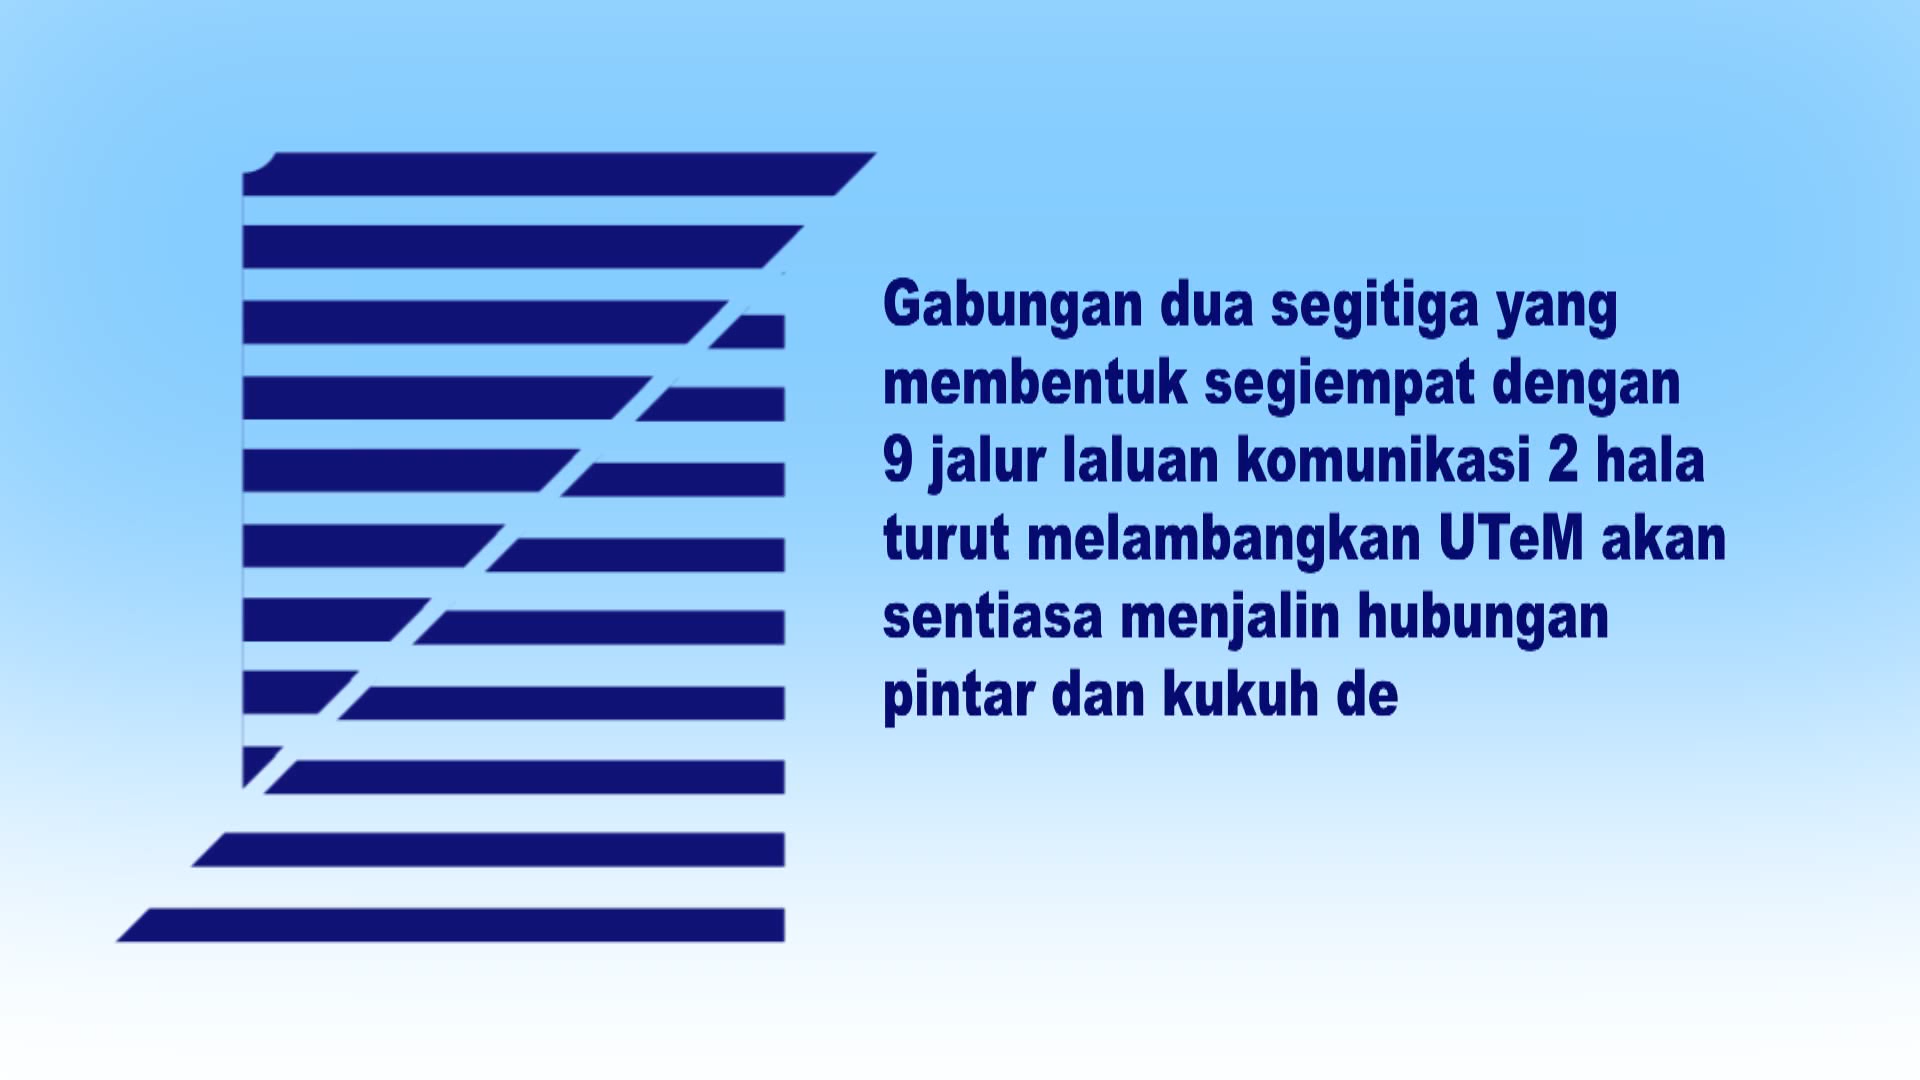 Gabungan dua segitiga yang
membentuk segiempat dengan
9 jalur laluan komunikasi 2 hala
turut melambangkan UTeM akan
sentiasa menjalin hubungan
pintar dan kukuh de